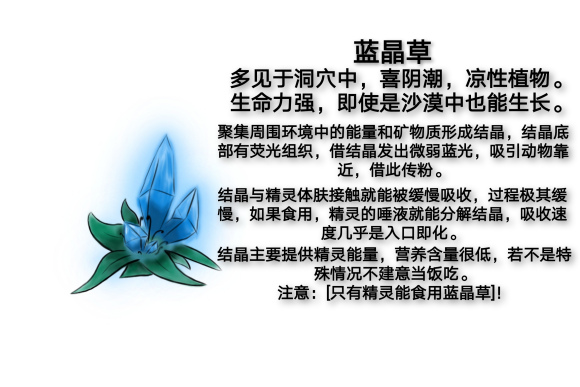 蓝晶草
多见于洞穴中，喜阴潮，凉性植物。
生命力强，即使是沙漠中也能生长。
聚集周围环境中的能量和矿物质形成结晶，结晶底
部有荧光组织，借结晶发出微弱蓝光，吸引动物靠
近，借此传粉。
结晶与精灵体肤接触就能被缓慢吸收，过程极其缓
慢，如果食用，精灵的唾液就能分解结晶，吸收速
度几乎是入口即化。
结晶主要提供精灵能量，营养含量很低，若不是特
殊情况不建意当饭吃。
注意：[只有精灵能食用蓝晶草]！